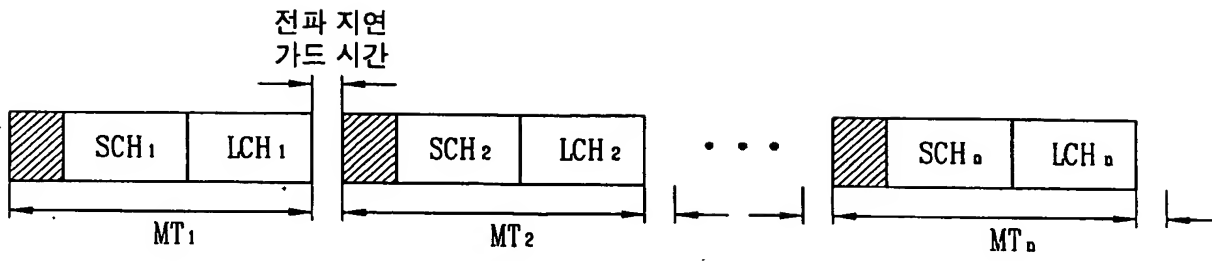 전파 지연
가드 시간
SCH₁ LCH₁ SCH₂ LCH₂ • • • SCHₙ LCHₙ
MT₁ MT₂ MTₙ